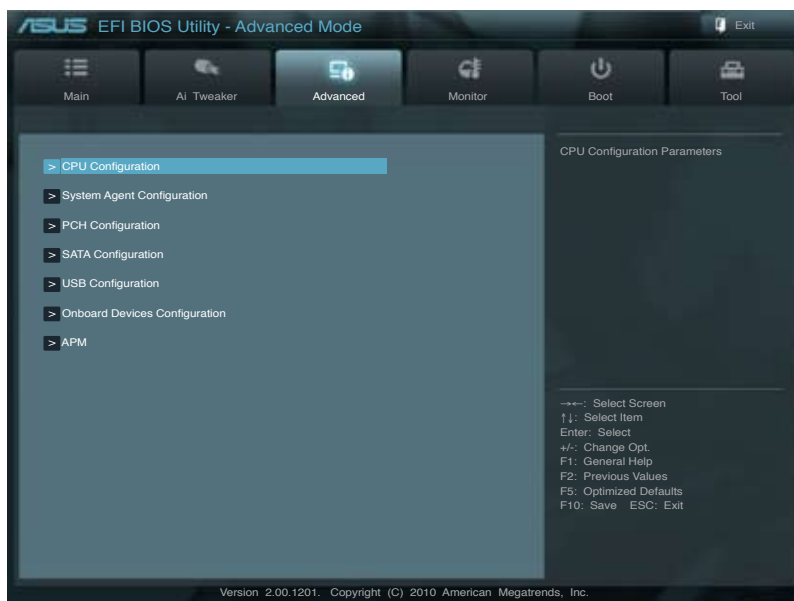 ASUS EFI BIOS Utility - Advanced Mode
Exit
Main
Ai Tweaker
Advanced
Monitor
Boot
Tool
> CPU Configuration
> System Agent Configuration
> PCH Configuration
> SATA Configuration
> USB Configuration
> Onboard Devices Configuration
> APM
CPU Configuration Parameters
→←: Select Screen
↑↓: Select Item
Enter: Select
+/-: Change Opt.
F1: General Help
F2: Previous Values
F5: Optimized Defaults
F10: Save ESC: Exit
Version 2.00.1201. Copyright (C) 2010 American Megatrends, Inc.